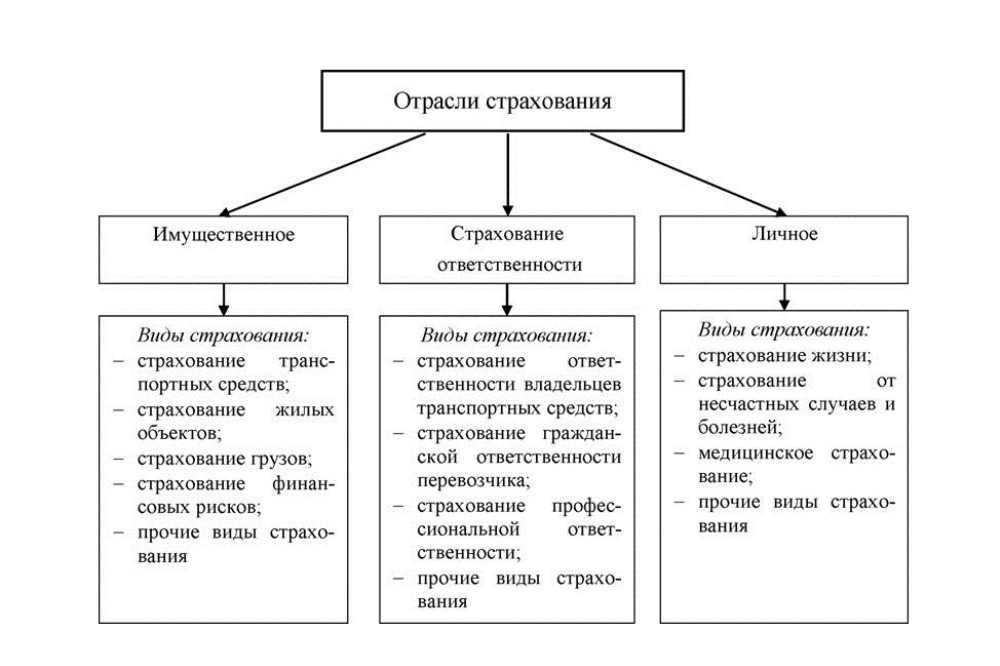 Отрасли страхования
Имущественное
Страхование
ответственности
Личное
Виды страхования:
– страхование транс-
портных средств;
– страхование жилых
объектов;
– страхование грузов;
– страхование финан-
совых рисков;
– прочие виды страхо-
вания
Виды страхования:
– страхование ответ-
ственности владельцев
транспортных средств;
– страхование граждан-
ской ответственности
перевозчика;
– страхование профес-
сиональной ответ-
ственности;
– прочие виды страхо-
вания
Виды страхования:
– страхование жизни;
– страхование от
несчастных случаев и
болезней;
– медицинское страхо-
вание;
– прочие виды страхо-
вания